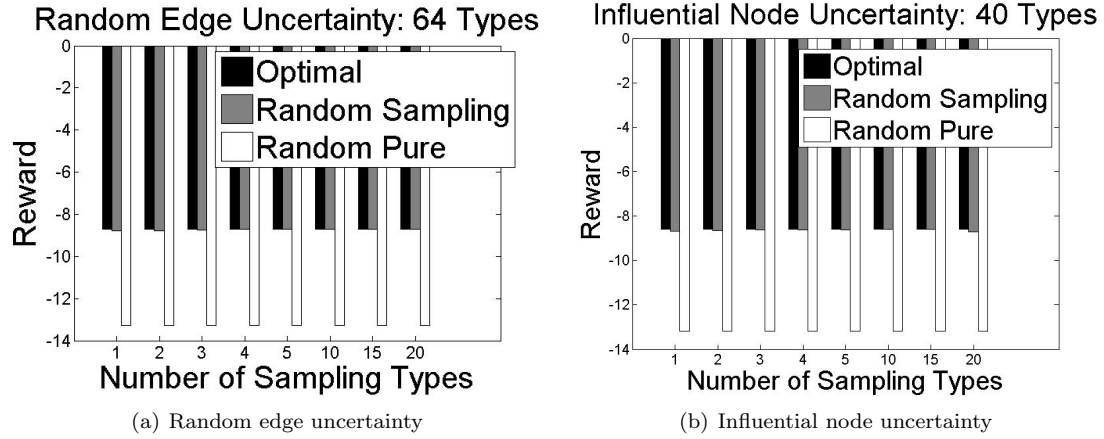 Random Edge Uncertainty: 64 Types
0
-2
-4
-6
-8
-10
-12
-14
Reward
Optimal
Random Sampling
Random Pure
1 2 3 4 5 10 15 20
Number of Sampling Types
(a) Random edge uncertainty
Influential Node Uncertainty: 40 Types
0
-2
-4
-6
-8
-10
-12
-14
Reward
Optimal
Random Sampling
Random Pure
1 2 3 4 5 10 15 20
Number of Sampling Types
(b) Influential node uncertainty